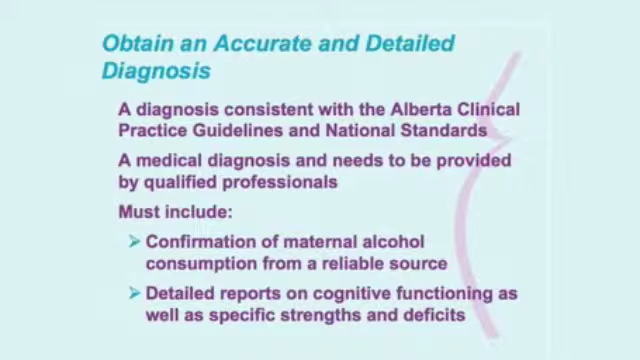 Obtain an Accurate and Detailed
Diagnosis
A diagnosis consistent with the Alberta Clinical
Practice Guidelines and National Standards
A medical diagnosis and needs to be provided
by qualified professionals
Must include:
➢ Confirmation of maternal alcohol
consumption from a reliable source
➢ Detailed reports on cognitive functioning as
well as specific strengths and deficits